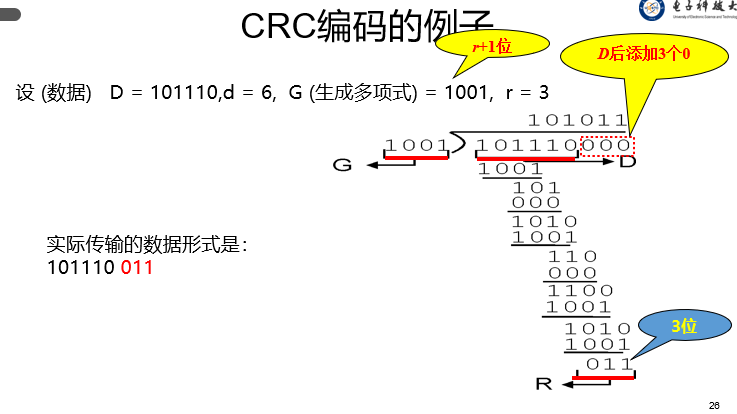 电子科技大
University of Electronic Science and Technology
CRC编码的例子
r+1位
D后添加3个0
设 (数据) D = 101110,d = 6, G (生成多项式) = 1001, r = 3
101011
1001 101110000
G D
1001
101
000
1010
1001
110
000
1100
1001
1010
1001
011
R
3位
实际传输的数据形式是：
101110 011
26